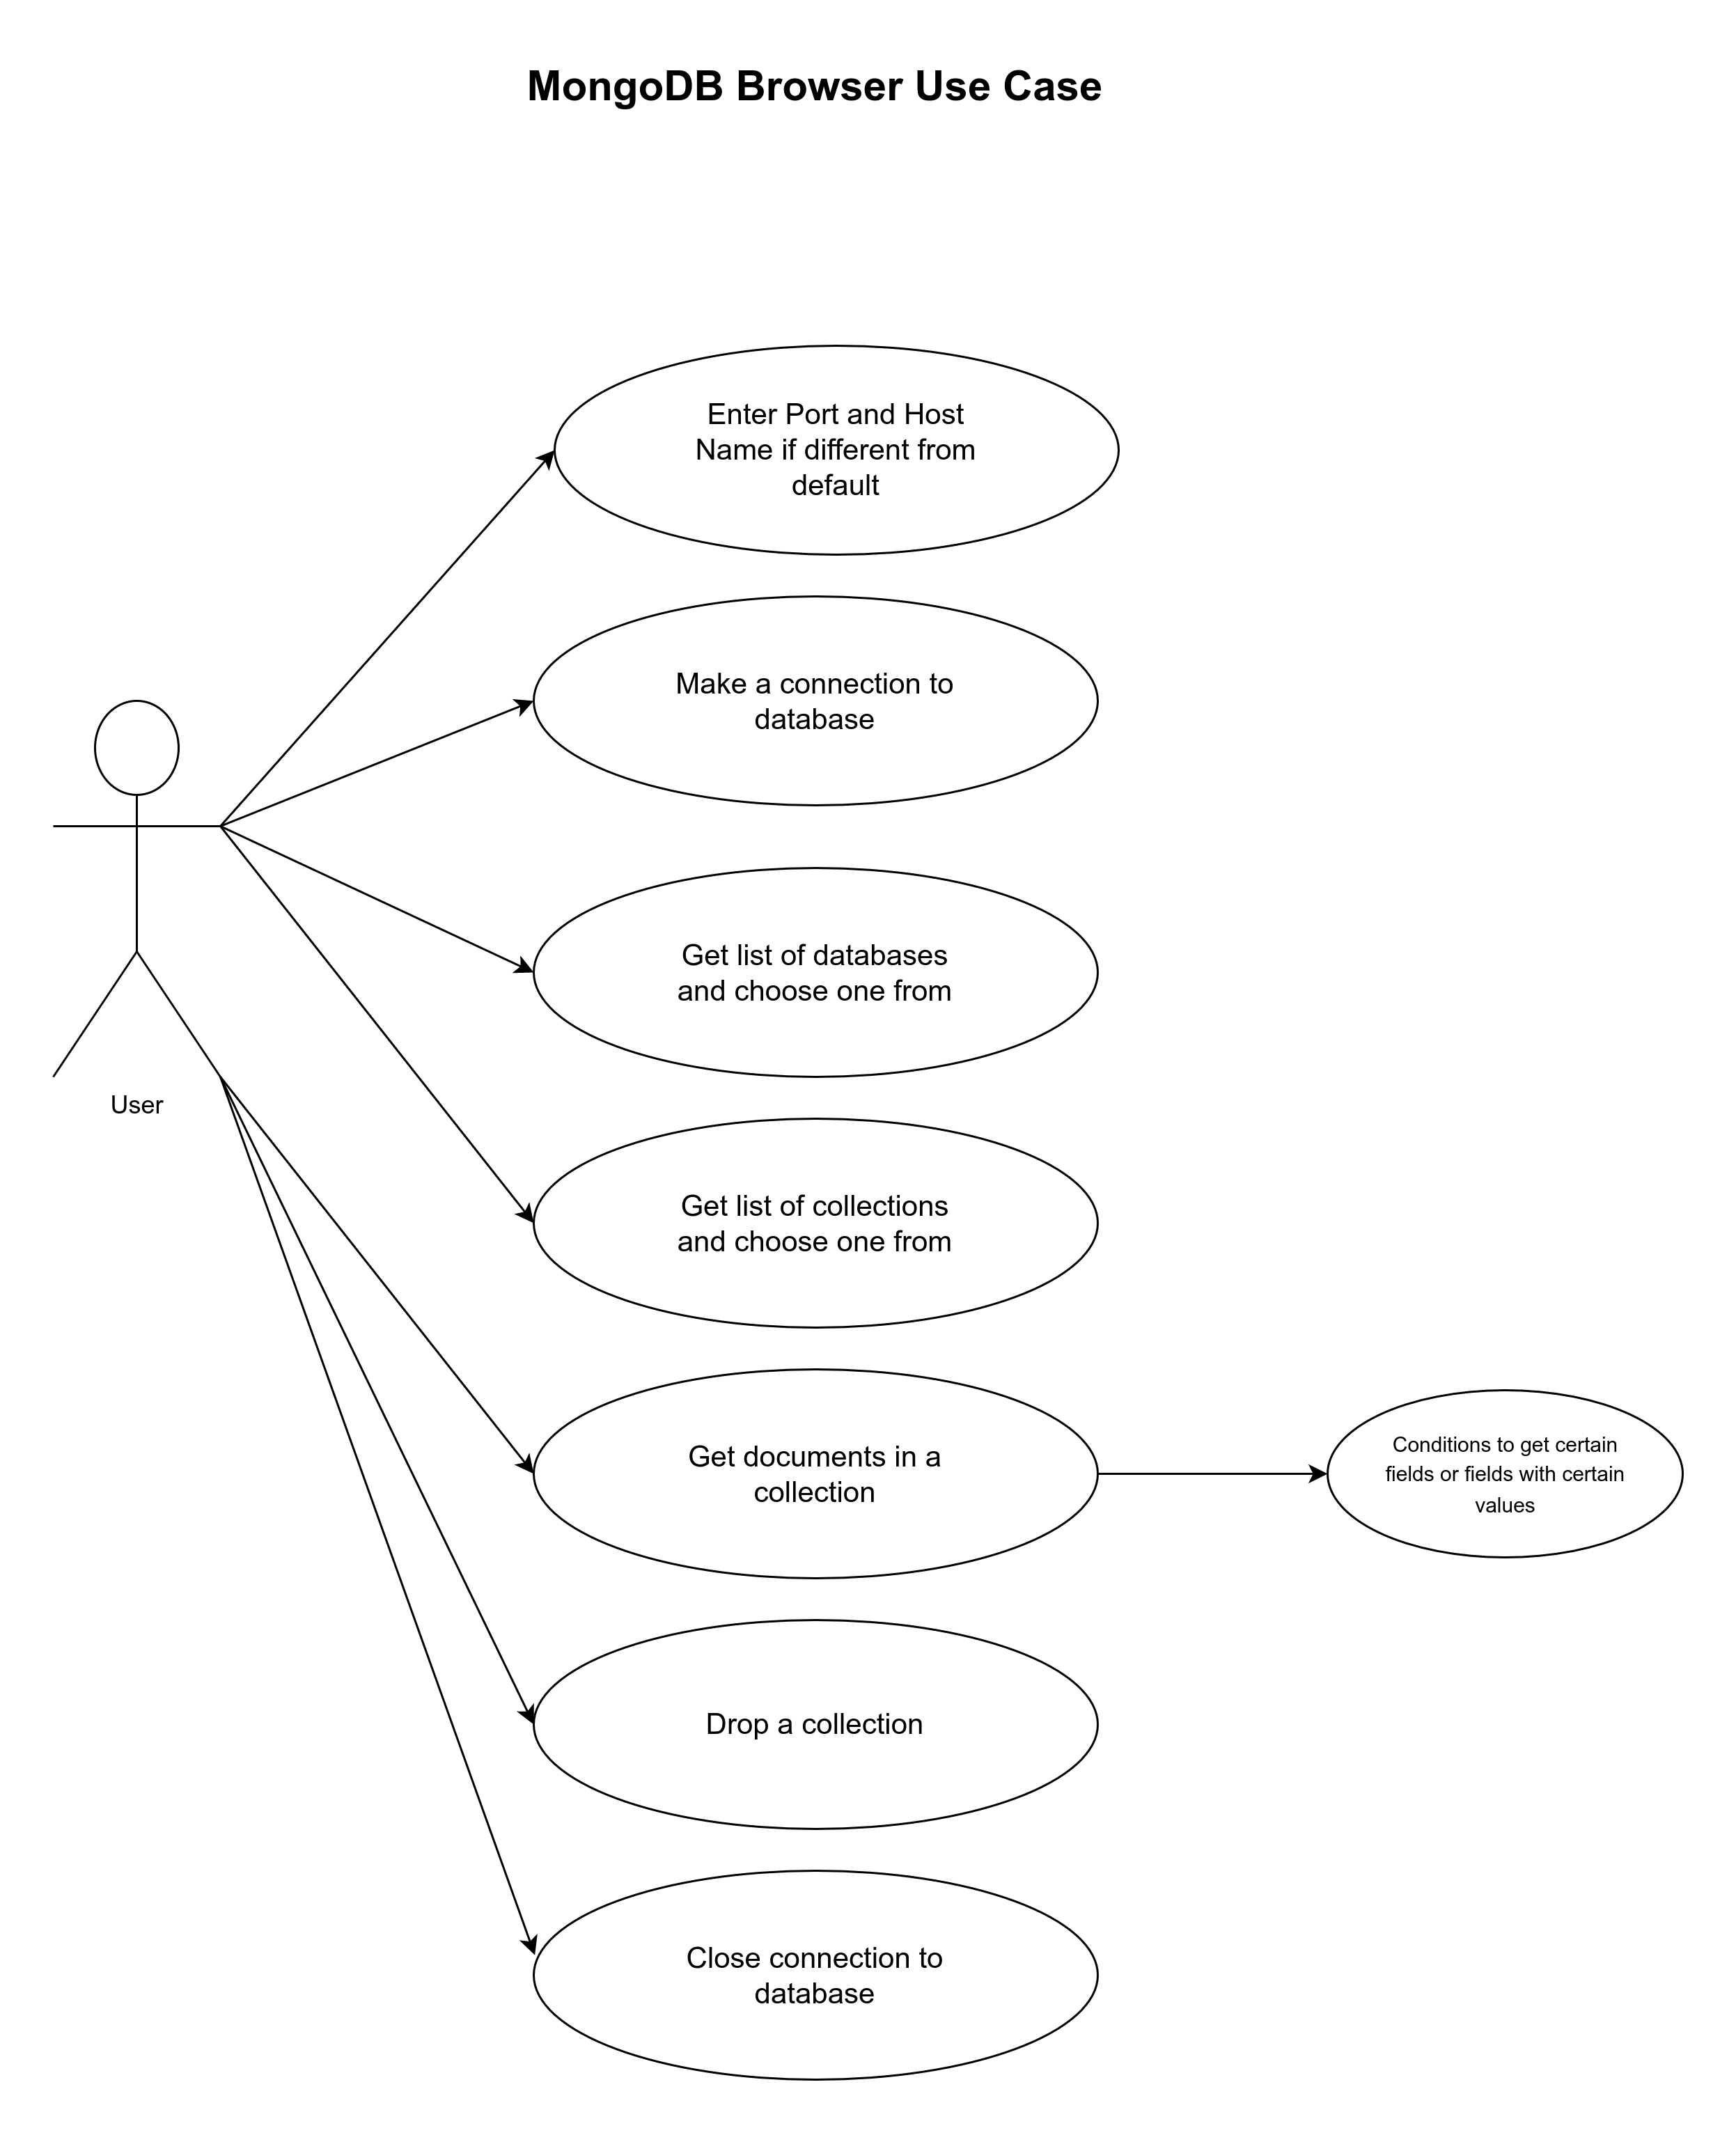 MongoDB Browser Use Case
Enter Port and Host
Name if different from
default
Make a connection to
database
Get list of databases
and choose one from
User
Get list of collections
and choose one from
Get documents in a
collection
Conditions to get certain
fields or fields with certain
values
Drop a collection
Close connection to
database